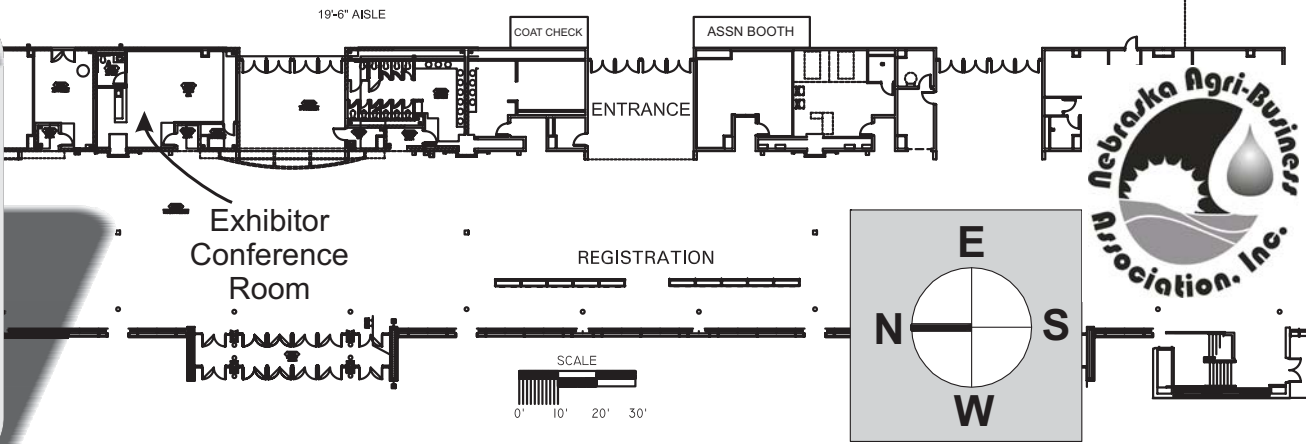 19'-6" AISLE
COAT CHECK
ASSN BOOTH
ENTRANCE
Nebraska Agri-Business
Association, Inc.
Exhibitor
Conference
Room
REGISTRATION
E
N
S
W
SCALE
0' 10' 20' 30'